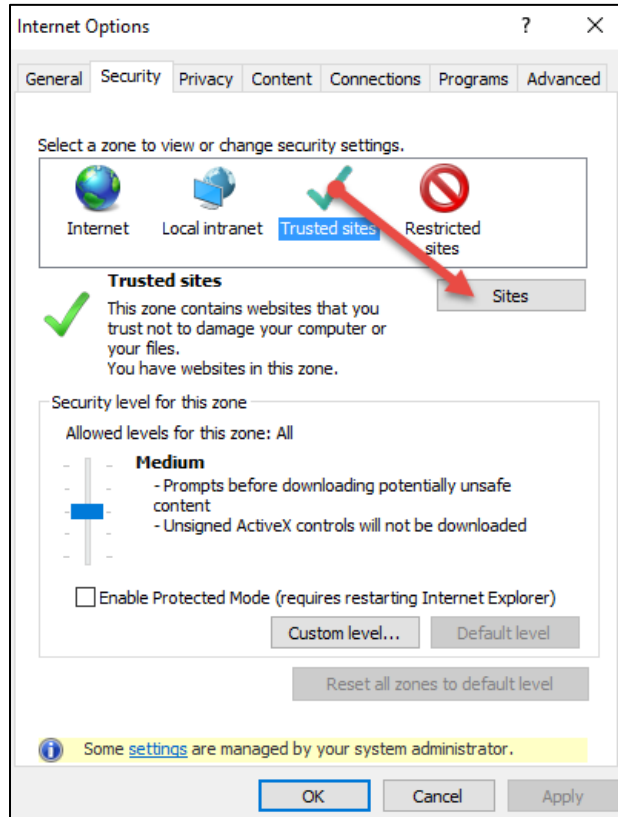 Internet Options ?
General Security Privacy Content Connections Programs Advanced
Select a zone to view or change security settings.
Internet Local intranet Trusted sites Restricted
sites
Trusted sites
Sites
This zone contains websites that you
trust not to damage your computer or
your files.
You have websites in this zone.
Security level for this zone
Allowed levels for this zone: All
Medium
- Prompts before downloading potentially unsafe
content
- Unsigned ActiveX controls will not be downloaded
Enable Protected Mode (requires restarting Internet Explorer)
Custom level... Default level
Reset all zones to default level
Some settings are managed by your system administrator.
OK Cancel Apply